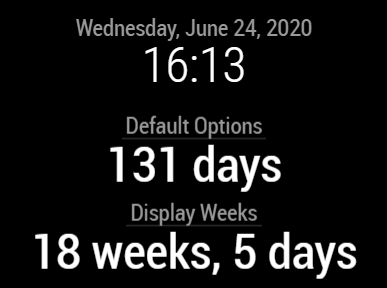 Wednesday, June 24, 2020
16:13
Default Options
131 days
Display Weeks
18 weeks, 5 days